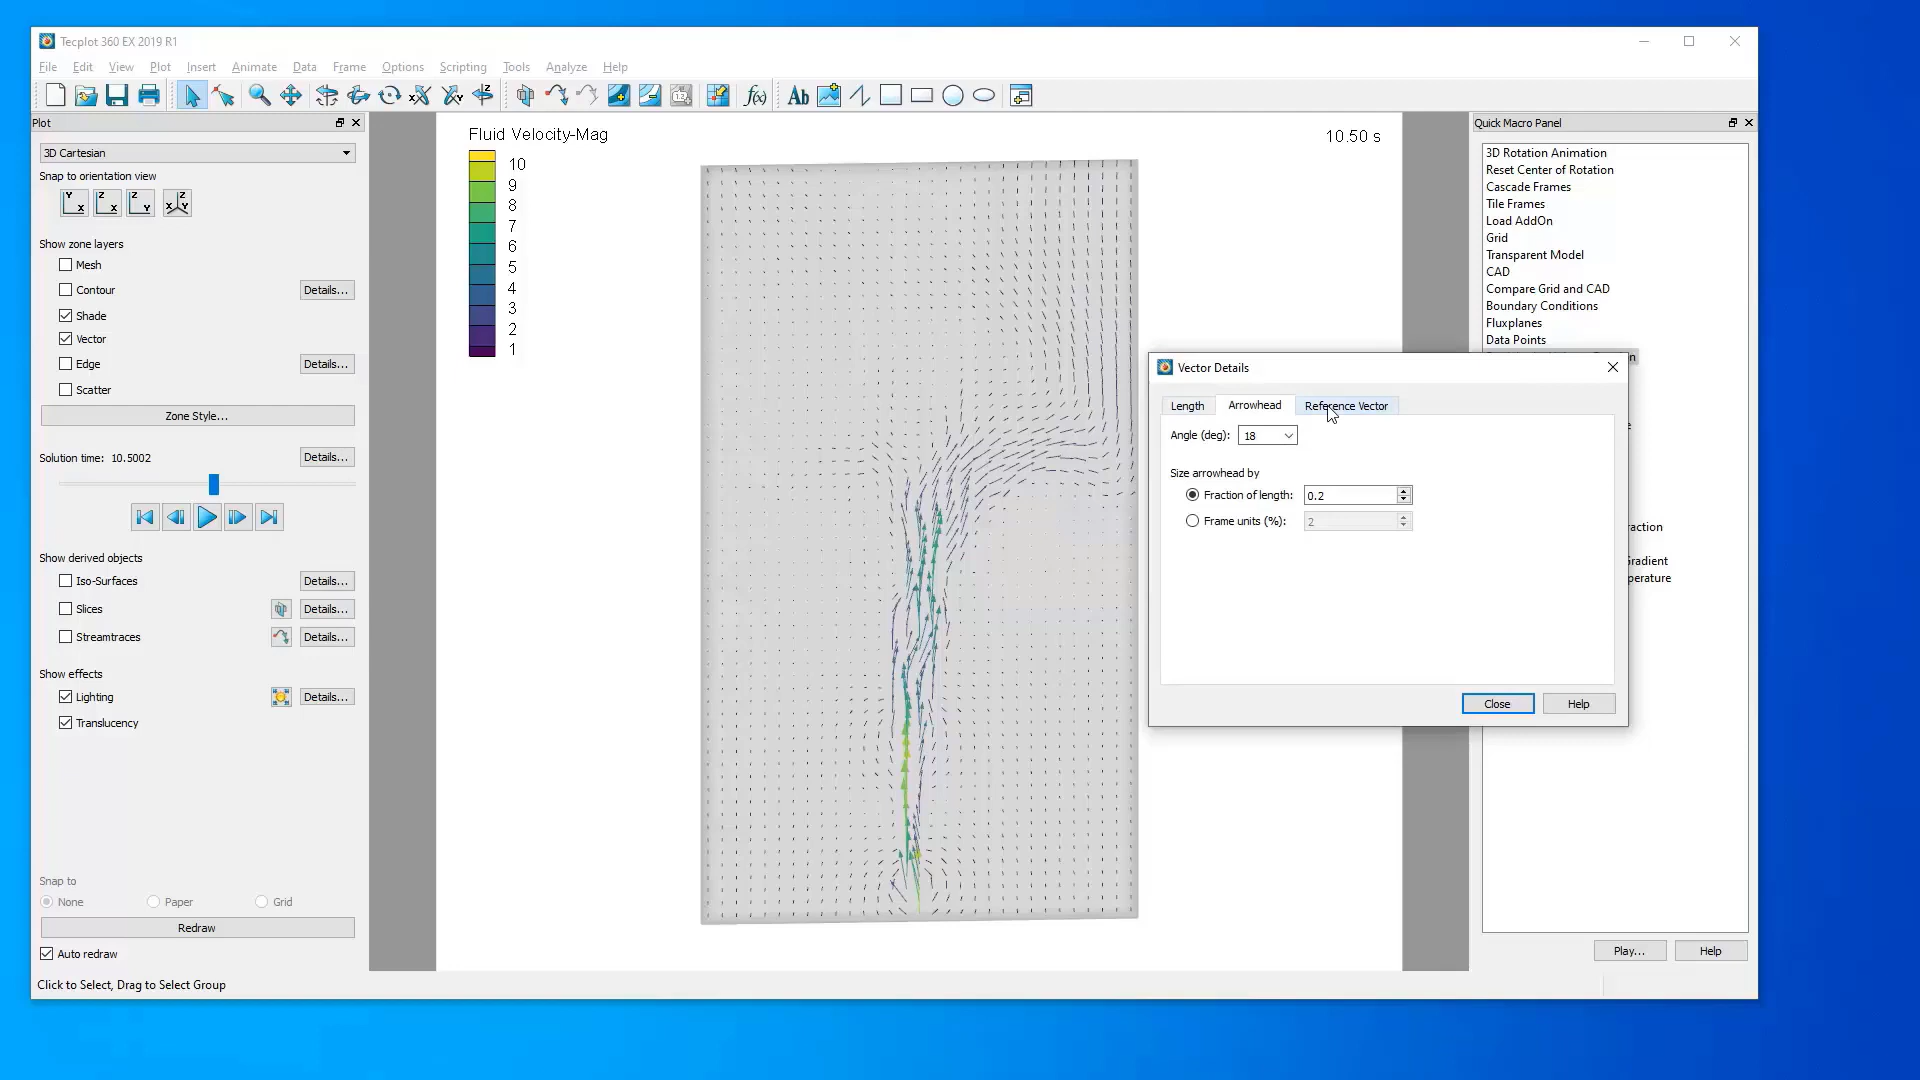 Tecplot 360 EX 2019 R1
File Edit View Plot Insert Animate Data Frame Options Scripting Tools Analyze Help
Plot
3D Cartesian
Snap to orientation view
Show zone layers
Mesh
Contour Details...
Shade
Vector
Edge Details...
Scatter
Zone Style...
Solution time: 10.5002 Details...
Show derived objects
Iso-Surfaces Details...
Slices Details...
Streamtraces Details...
Show effects
Lighting Details...
Translucency
Snap to
None Paper Grid
Redraw
Auto redraw
Click to Select, Drag to Select Group
Fluid Velocity-Mag
10
9
8
7
6
5
4
3
2
1
10.50 s
Vector Details
Length Arrowhead Reference Vector
Angle (deg): 18
Size arrowhead by
Fraction of length: 0.2
Frame units (%): 2
Close Help
Quick Macro Panel
3D Rotation Animation
Reset Center of Rotation
Cascade Frames
Tile Frames
Load AddOn
Grid
Transparent Model
CAD
Compare Grid and CAD
Boundary Conditions
Fluxplanes
Data Points
n
e
raction
Gradient
perature
Play... Help